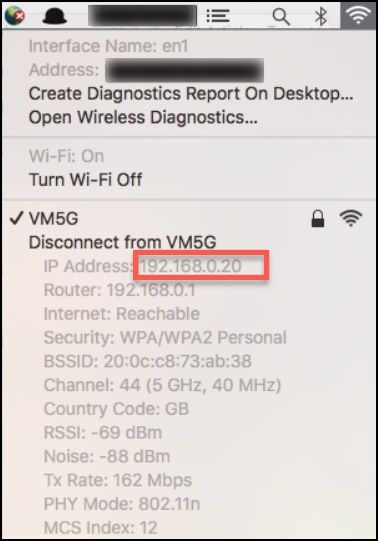 Interface Name: en1
Address:
Create Diagnostics Report On Desktop...
Open Wireless Diagnostics...
Wi-Fi: On
Turn Wi-Fi Off
VM5G
Disconnect from VM5G
IP Address: 192.168.0.20
Router: 192.168.0.1
Internet: Reachable
Security: WPA/WPA2 Personal
BSSID: 20:0c:c8:73:ab:38
Channel: 44 (5 GHz, 40 MHz)
Country Code: GB
RSSI: -69 dBm
Noise: -88 dBm
Tx Rate: 162 Mbps
PHY Mode: 802.11n
MCS Index: 12